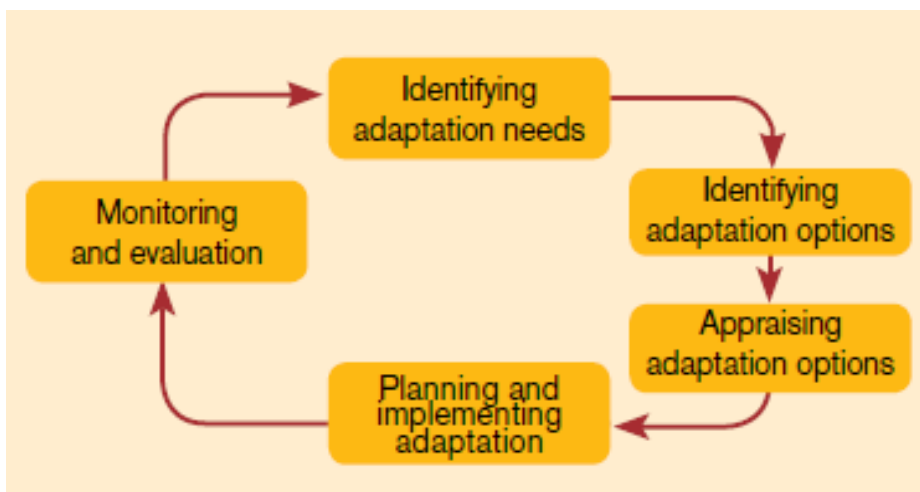 Identifying
adaptation needs
Identifying
adaptation options
Appraising
adaptation options
Planning and
implementing
adaptation
Monitoring
and evaluation